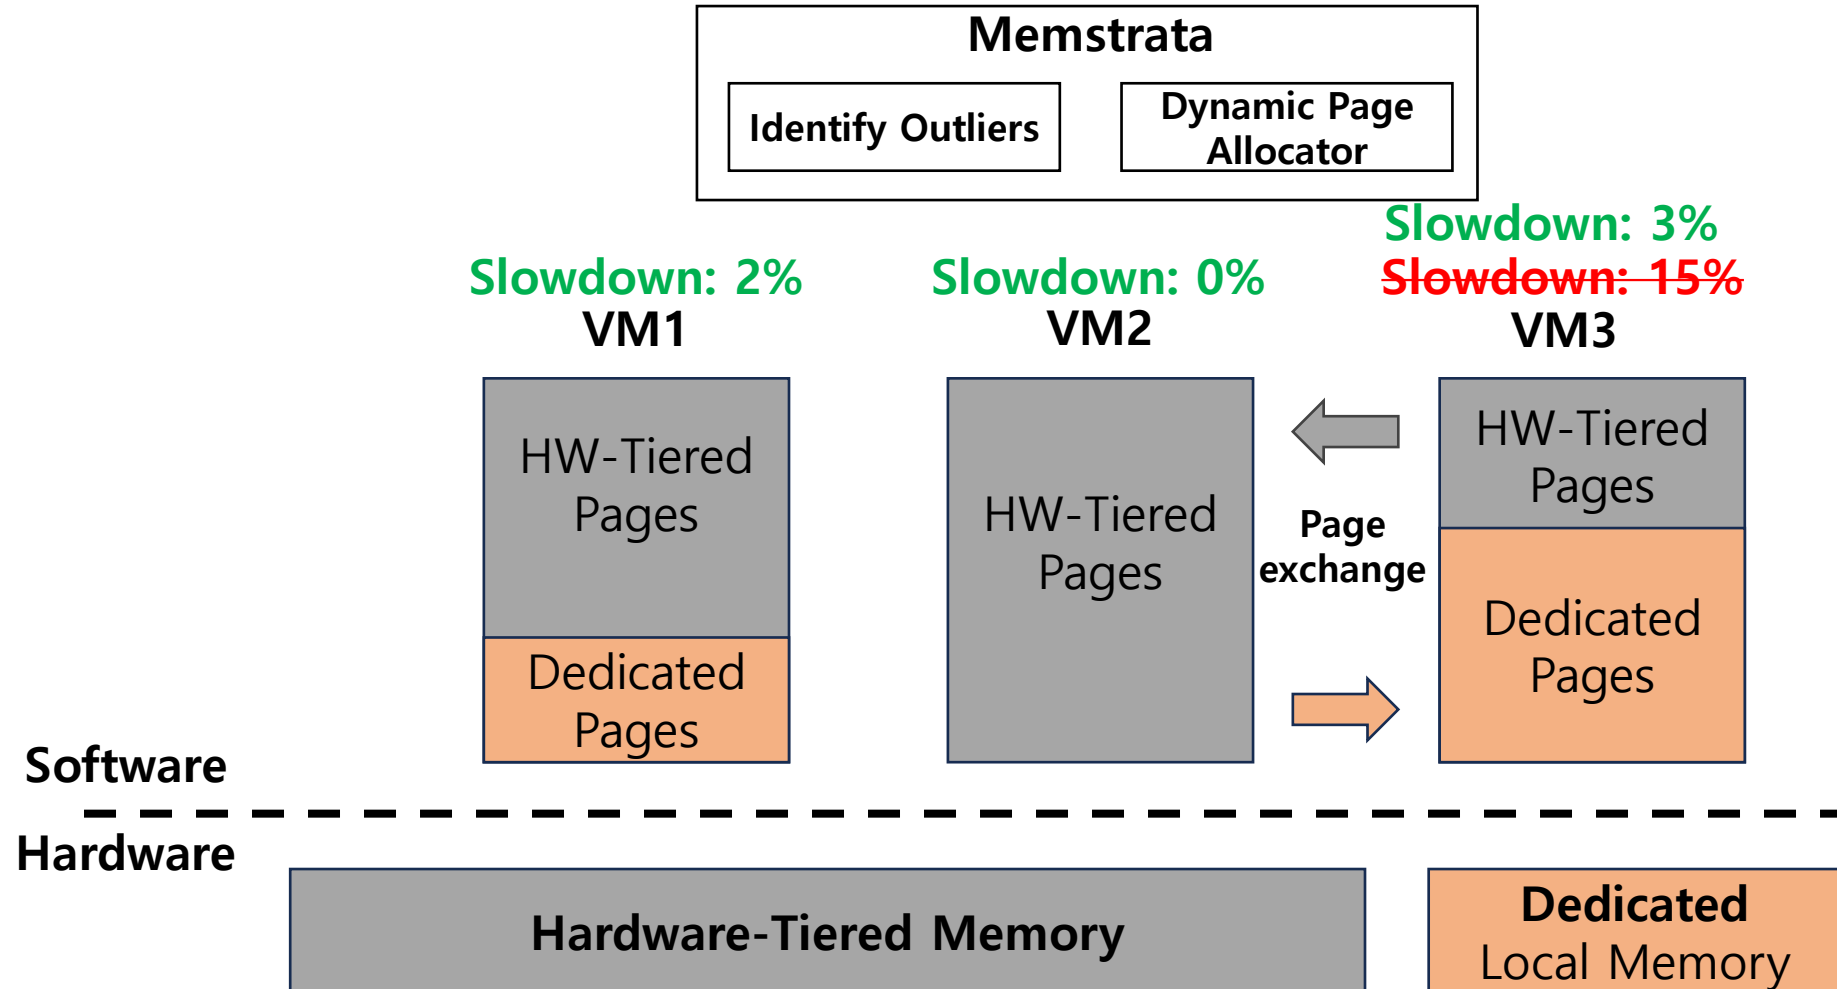 Memstrata
Identify Outliers
Dynamic Page
Allocator
Slowdown: 2%
VM1
Slowdown: 0%
VM2
Slowdown: 3%
Slowdown: 15%
VM3
HW-Tiered
Pages
Dedicated
Pages
HW-Tiered
Pages
Page
exchange
HW-Tiered
Pages
Dedicated
Pages
Software
Hardware
Hardware-Tiered Memory
Dedicated
Local Memory